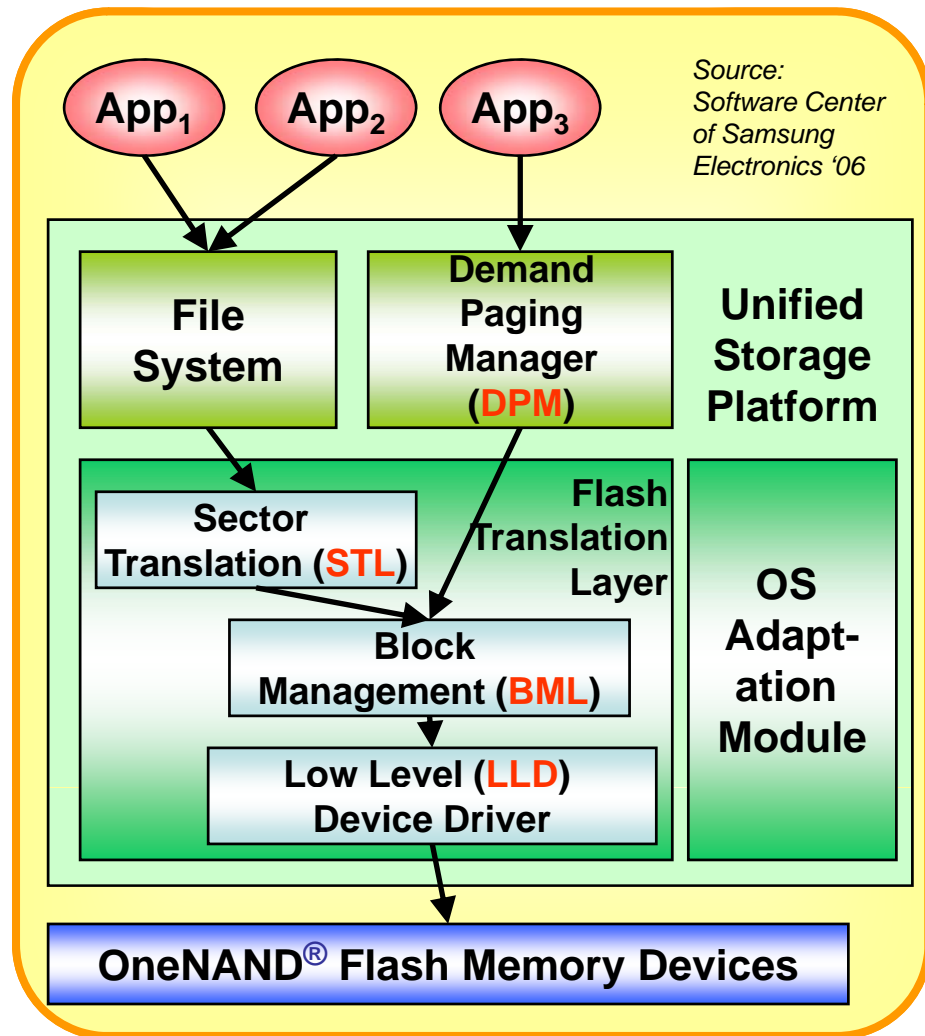 App1
App2
App3
Source:
Software Center
of Samsung
Electronics ‘06
File
System
Demand
Paging
Manager
(DPM)
Unified
Storage
Platform
Flash
Translation
Layer
Sector
Translation (STL)
Block
Management (BML)
Low Level (LLD)
Device Driver
OS
Adapt-
ation
Module
OneNAND® Flash Memory Devices